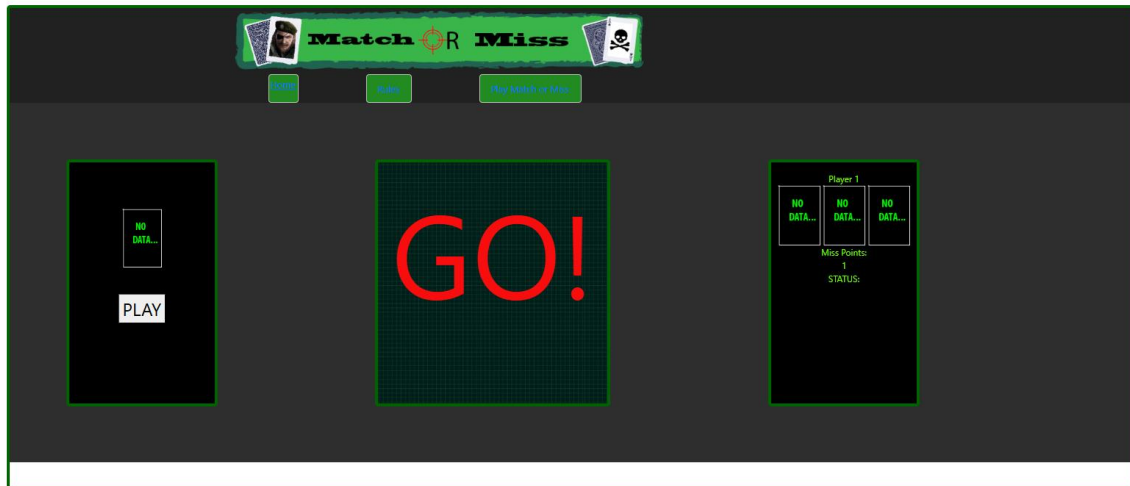 Match OR Miss
Home
Rules
Play Match or Miss
NO
DATA...
PLAY
GO!
Player 1
NO DATA... NO DATA... NO DATA...
Miss Points:
1
STATUS: